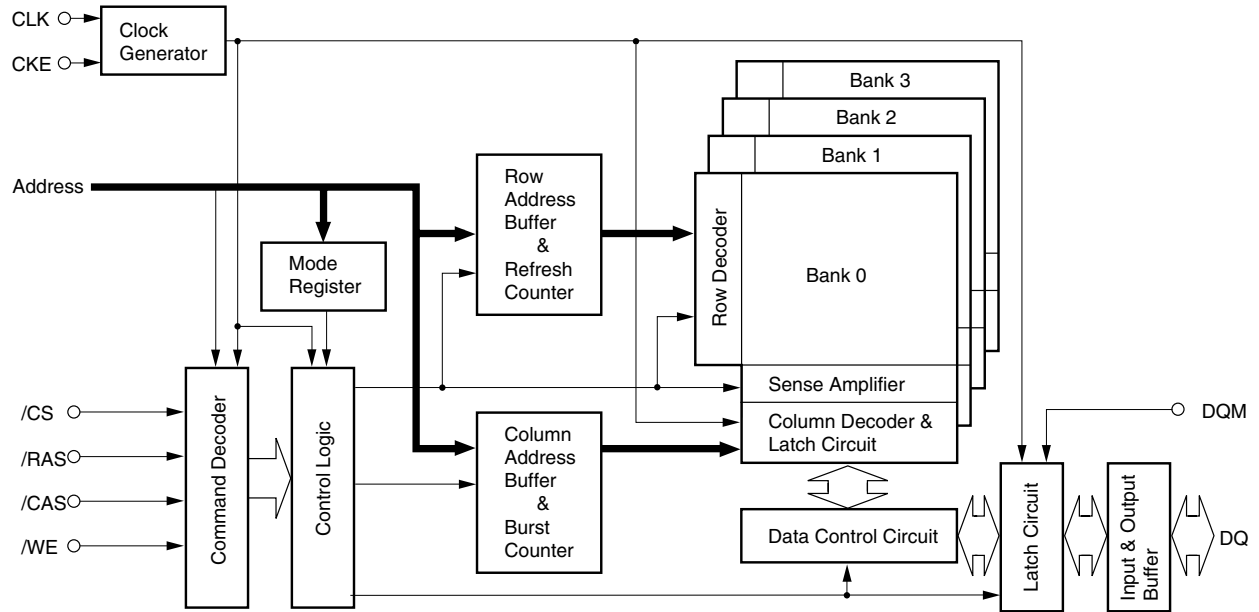 CLK
CKE
Clock
Generator
Bank 3
Bank 2
Bank 1
Address
Row
Address
Buffer
&
Refresh
Counter
Row Decoder
Bank 0
Mode
Register
Sense Amplifier
Column Decoder &
Latch Circuit
/CS
/RAS
/CAS
/WE
Command Decoder
Control Logic
Column
Address
Buffer
&
Burst
Counter
Data Control Circuit
Latch Circuit
Input & Output
Buffer
DQM
DQ